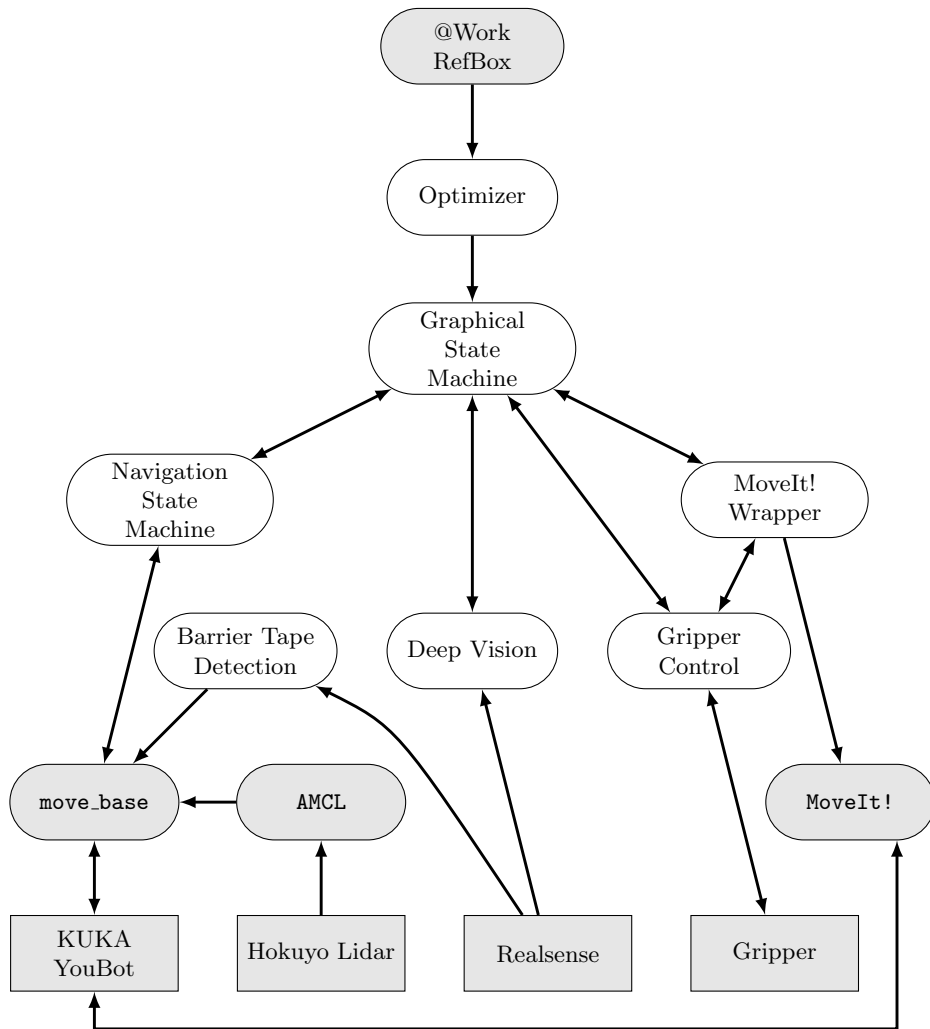 @Work
RefBox
Optimizer
Graphical
State
Machine
Navigation
State
Machine
MoveIt!
Wrapper
Barrier Tape
Detection
Deep Vision
Gripper
Control
move_base
AMCL
MoveIt!
KUKA
YouBot
Hokuyo Lidar
Realsense
Gripper